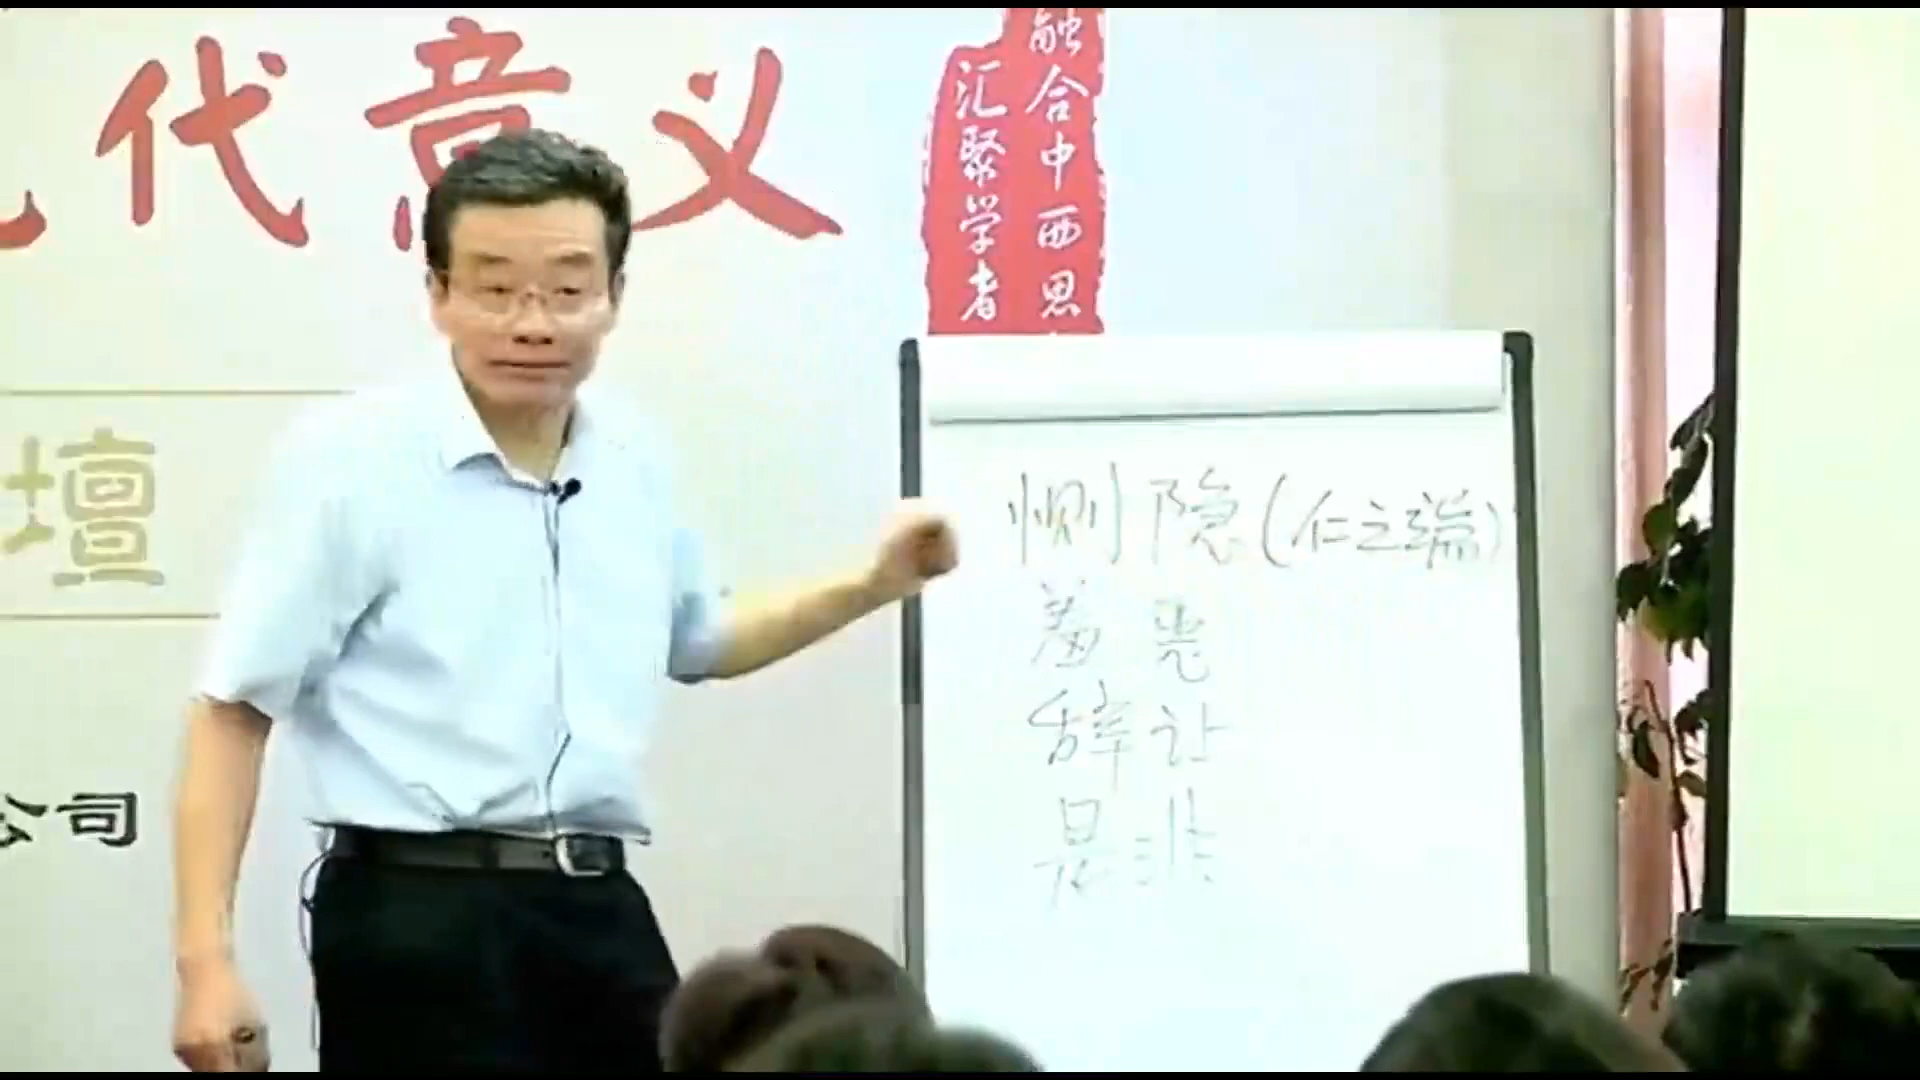 代意义
融合中西思
汇聚学者
坛
公司
恻隐(仁之端)
羞恶
辞让
是非